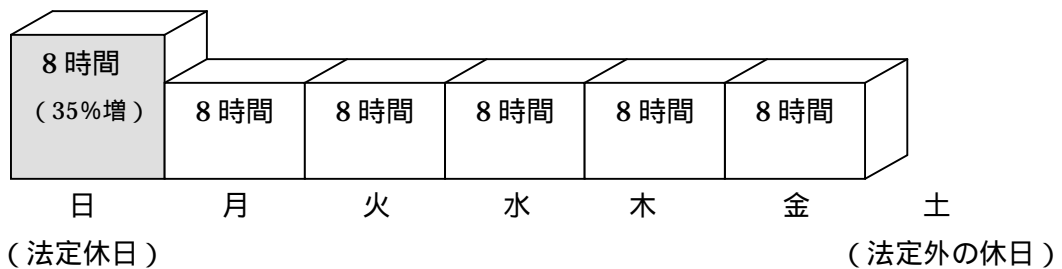 8時間
（35%増）
8時間
8時間
8時間
8時間
8時間
日
月
火
水
木
金
土
（法定休日）
（法定外の休日）